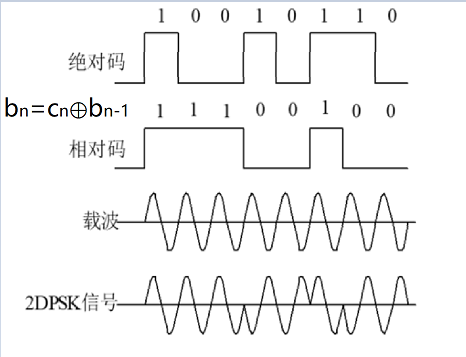 1 0 0 1 0 1 1 0
绝对码
bn=cn⊕bn-1
1 1 1 0 0 1 0 0
相对码
载波
2DPSK信号